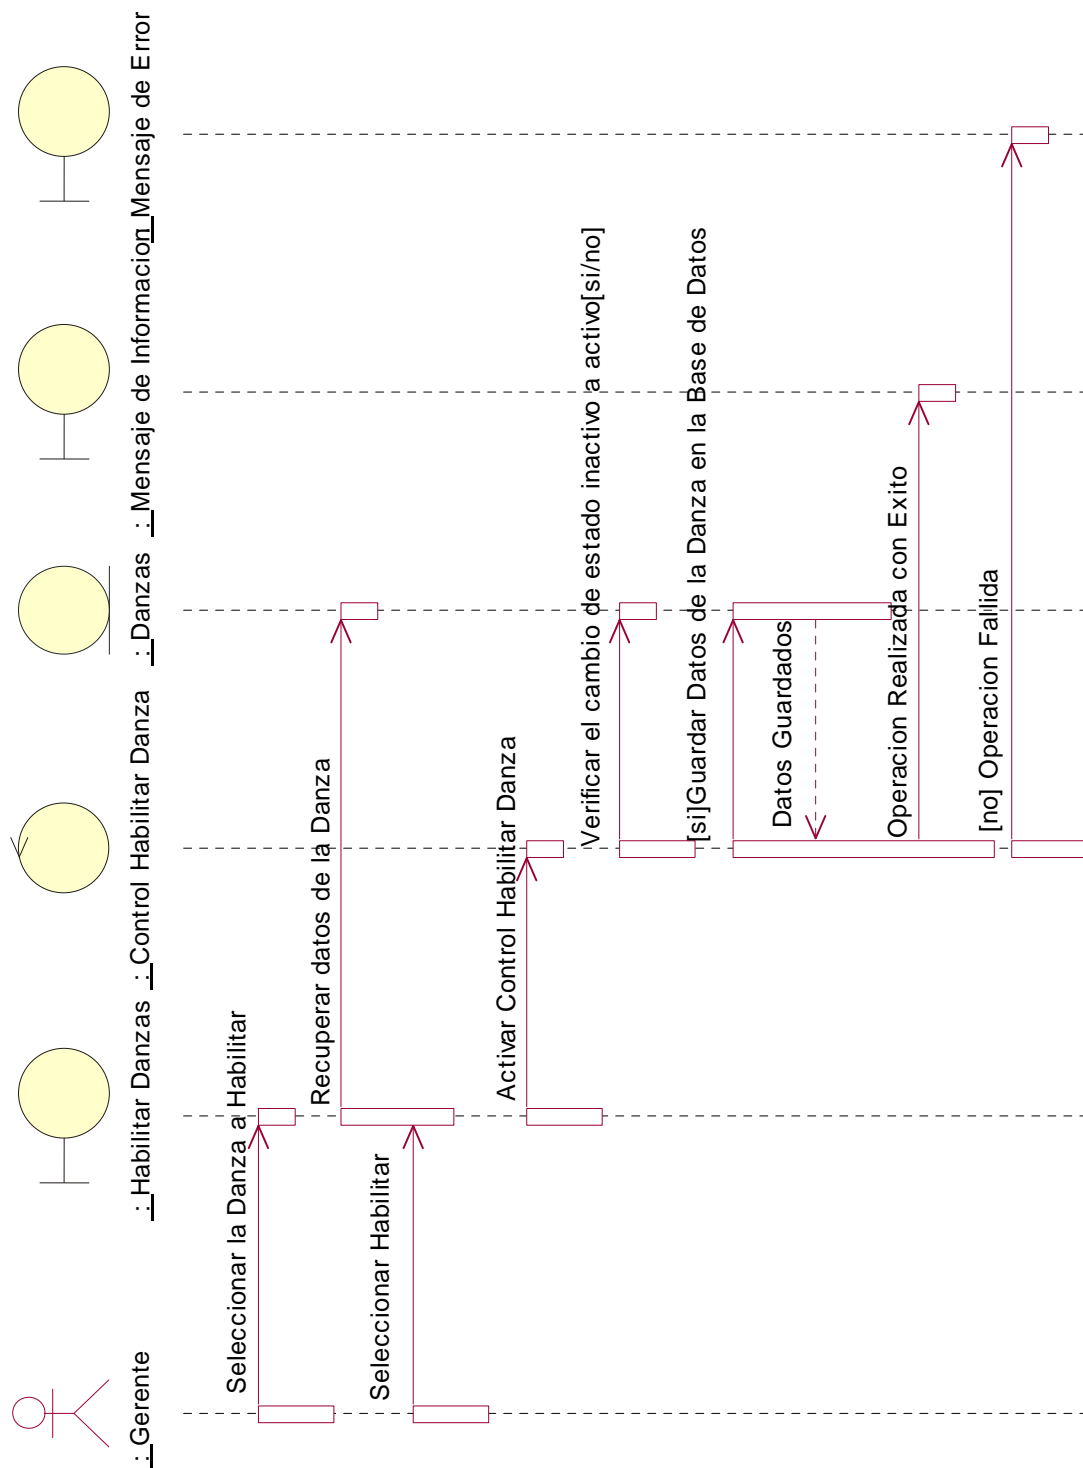 : Gerente
: Habilitar Danzas
: Control Habilitar Danza
: Danzas
: Mensaje de Informacion
: Mensaje de Error
Seleccionar la Danza a Habilitar
Recuperar datos de la Danza
Seleccionar Habilitar
Activar Control Habilitar Danza
Verificar el cambio de estado inactivo a activo[si/no]
[si]Guardar Datos de la Danza en la Base de Datos
Datos Guardados
Operacion Realizada con Exito
[no] Operacion Fallida